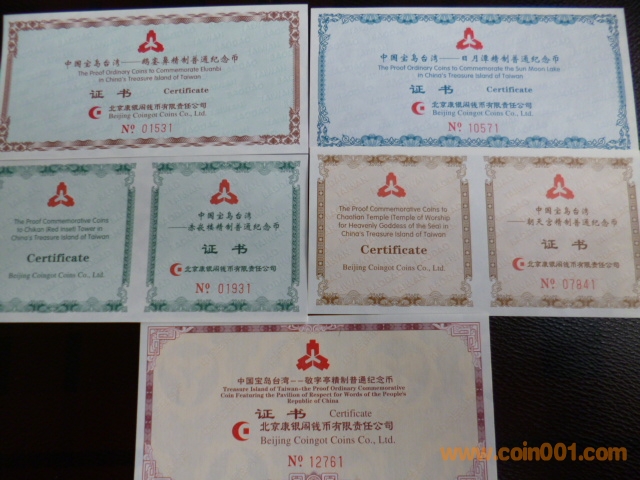 中国宝岛台湾——鹅銮鼻精制普通纪念币
The Proof Ordinary Coins to Commemorate Eluanbi
in China's Treasure Island of Taiwan
证 书 Certificate
北京康银阁钱币有限责任公司
Beijing Coingot Coins Co., Ltd.
№ 01531
中国宝岛台湾——日月潭精制普通纪念币
The Proof Ordinary Coins to Commemorate the Sun Moon Lake
in China's Treasure Island of Taiwan
证 书 Certificate
北京康银阁钱币有限责任公司
Beijing Coingot Coins Co., Ltd.
№ 10571
The Proof Commemorative Coins
to Chikan (Red Inset) Tower in
China's Treasure Island of Taiwan
Certificate
Beijing Coingot Coins Co., Ltd.
中国宝岛台湾
——赤嵌楼精制普通纪念币
证 书
北京康银阁钱币有限责任公司
№ 01931
The Proof Commemorative Coins to
Chaotian Temple (Temple of Worship
for Heavenly Goddess of the Sea) in
China's Treasure Island of Taiwan
Certificate
Beijing Coingot Coins Co., Ltd.
中国宝岛台湾
——朝天宫精制普通纪念币
证 书
北京康银阁钱币有限责任公司
№ 07841
中国宝岛台湾——敬字亭精制普通纪念币
Treasure Island of Taiwan-the Proof Ordinary Commemorative
Coin Featuring the Pavilion of Respect for Words of the People's
Republic of China
证 书 Certificate
北京康银阁钱币有限责任公司
Beijing Coingot Coins Co., Ltd.
№ 12761
www.coin001.com